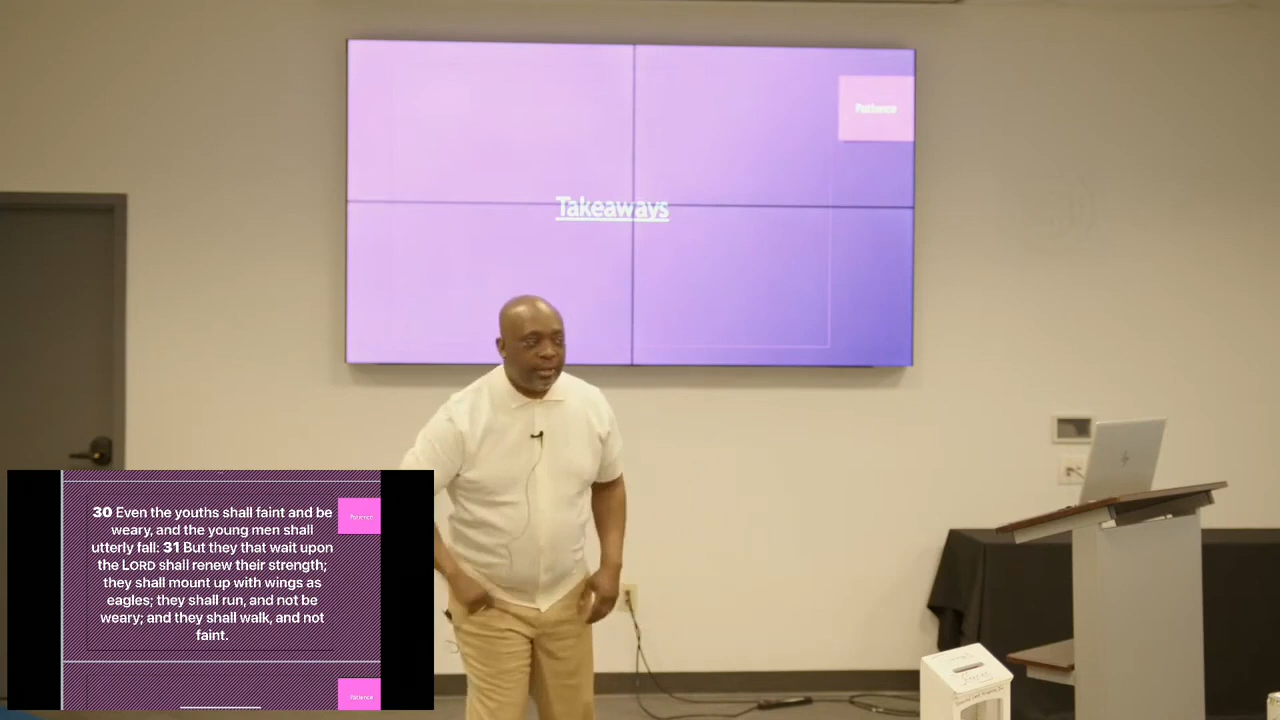 Patience
Takeaways
30 Even the youths shall faint and be
weary, and the young men shall
utterly fall: 31 But they that wait upon
the LORD shall renew their strength;
they shall mount up with wings as
eagles; they shall run, and not be
weary; and they shall walk, and not
faint.
Patience
Patience